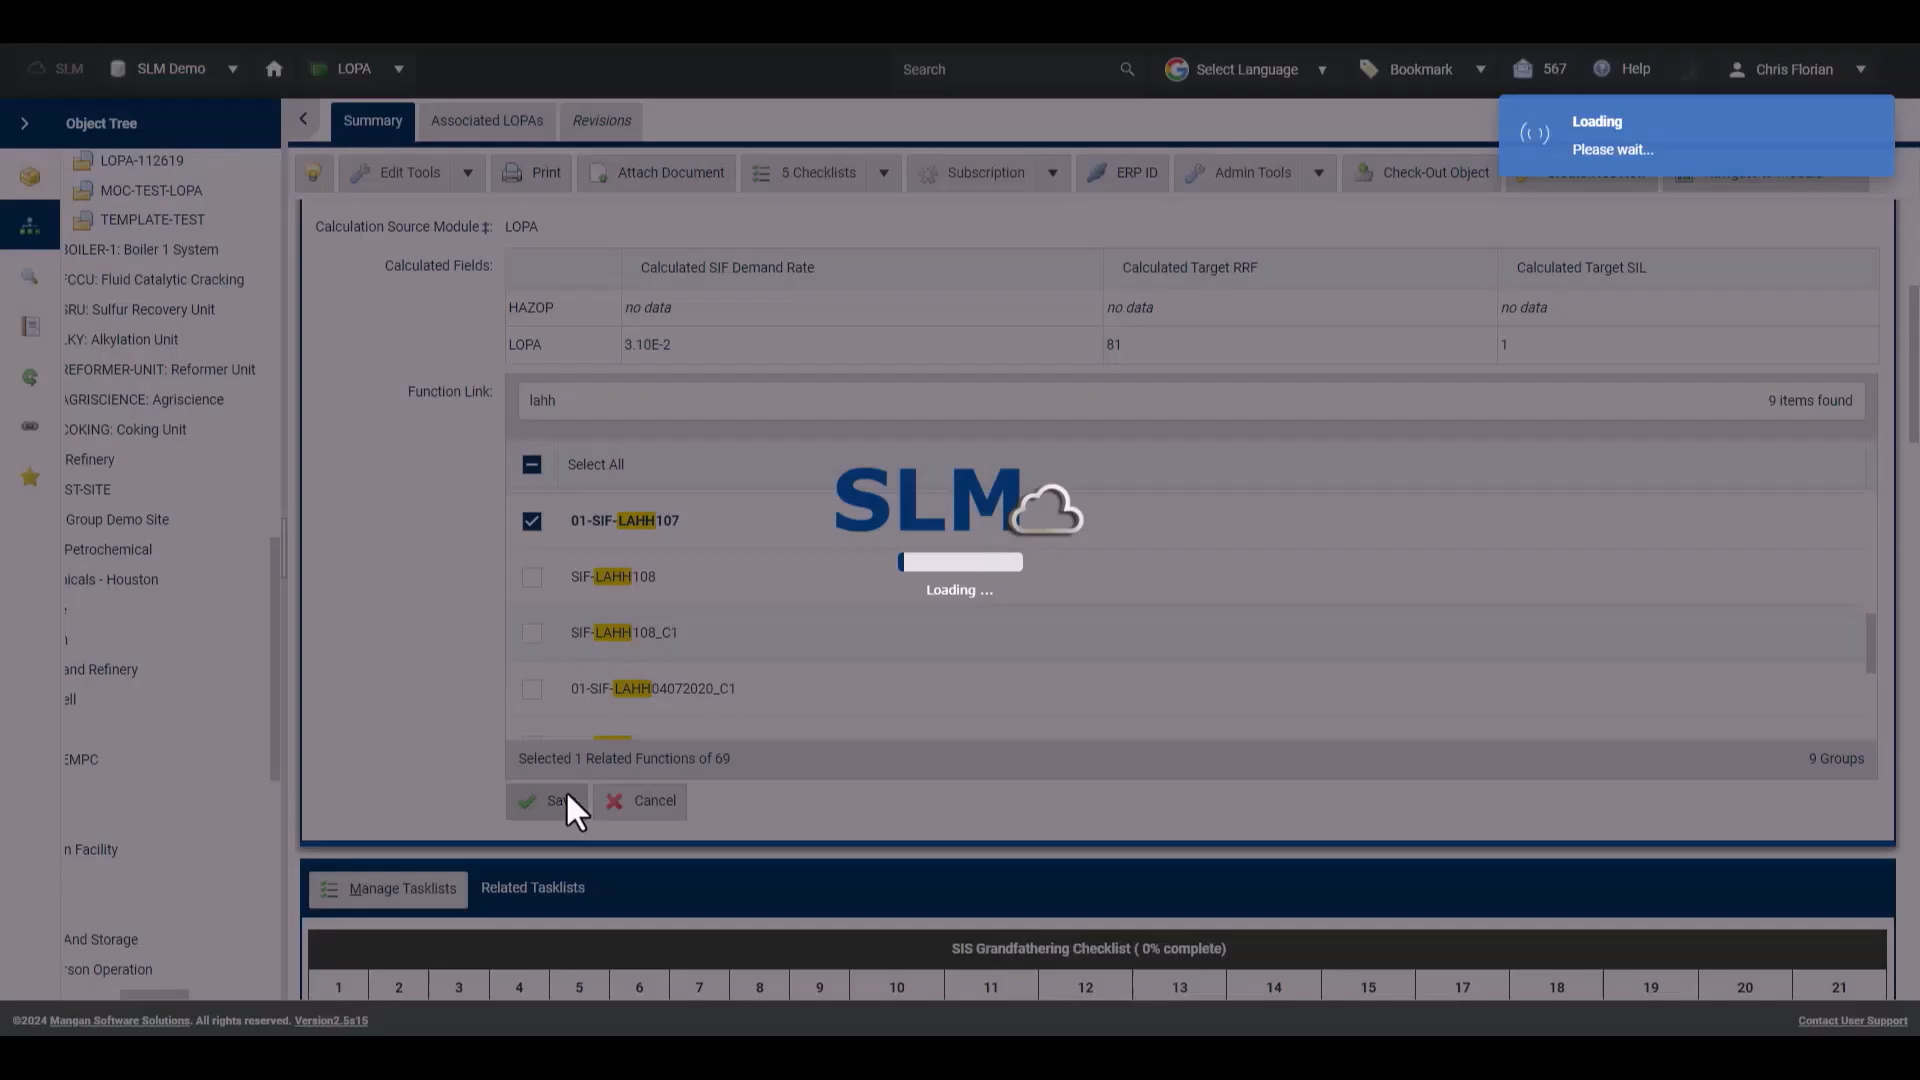 SLM
SLM Demo
LOPA
Search
Select Language
Bookmark
567
Help
Chris Florian
Object Tree
LOPA-112619
MOC-TEST-LOPA
TEMPLATE-TEST
BOILER-1: Boiler 1 System
FCCU: Fluid Catalytic Cracking
SRU: Sulfur Recovery Unit
LKY: Alkylation Unit
REFORMER-UNIT: Reformer Unit
AGRISCIENCE: Agriscience
COKING: Coking Unit
Refinery
ST-SITE
Group Demo Site
Petrochemical
icals - Houston
and Refinery
ell
EMPC
n Facility
And Storage
rson Operation
Summary
Associated LOPAs
Revisions
Loading
Please wait...
Edit Tools
Print
Attach Document
5 Checklists
Subscription
ERP ID
Admin Tools
Check-Out Object
Calculation Source Module ‡: LOPA
Calculated Fields:
Calculated SIF Demand Rate
Calculated Target RRF
Calculated Target SIL
HAZOP
no data
no data
no data
LOPA
3.10E-2
81
1
Function Link:
lahh
9 items found
Select All
01-SIF-LAHH107
SIF-LAHH108
SIF-LAHH108_C1
01-SIF-LAHH04072020_C1
SLM
Loading ...
Selected 1 Related Functions of 69
9 Groups
Sav
Cancel
Manage Tasklists
Related Tasklists
SIS Grandfathering Checklist ( 0% complete)
1 2 3 4 5 6 7 8 9 10 11 12 13 14 15 16 17 18 19 20 21
©2024 Mangan Software Solutions. All rights reserved. Version2.5s15
Contact User Support